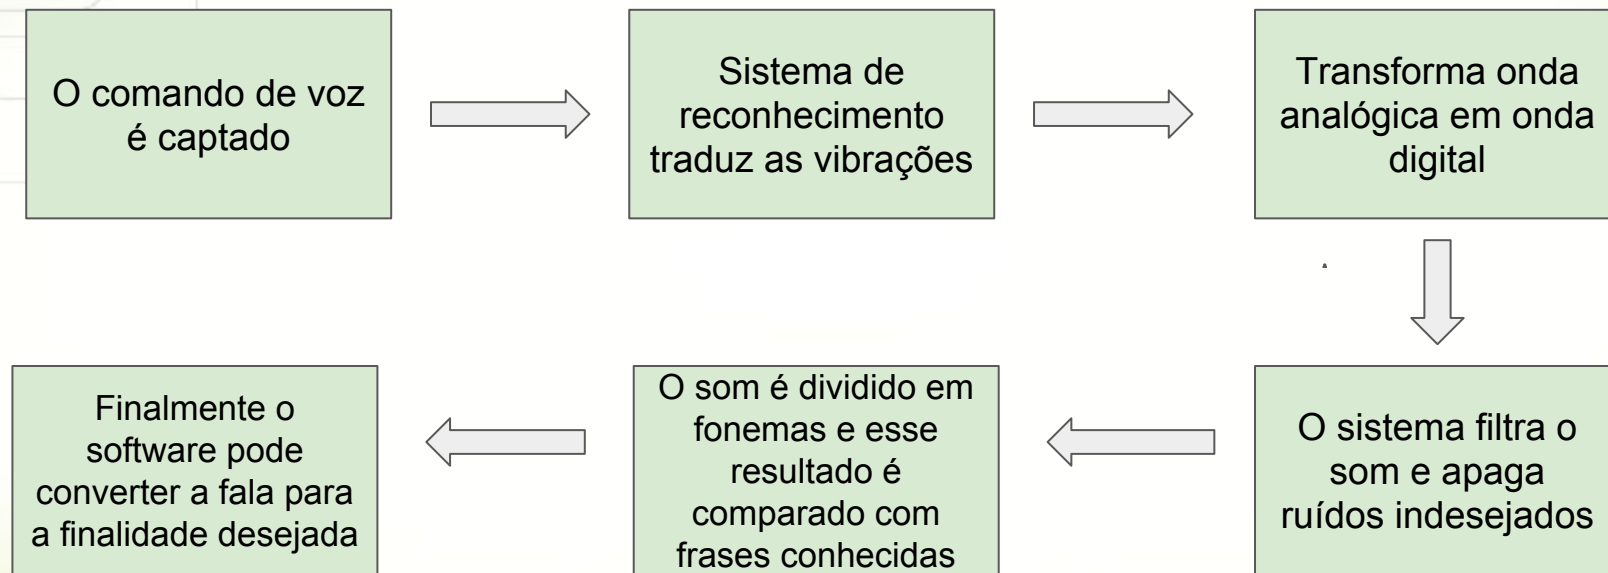 O comando de voz
é captado
Sistema de
reconhecimento
traduz as vibrações
Transforma onda
analógica em onda
digital
O sistema filtra o
som e apaga
ruídos indesejados
O som é dividido em
fonemas e esse
resultado é
comparado com
frases conhecidas
Finalmente o
software pode
converter a fala para
a finalidade desejada